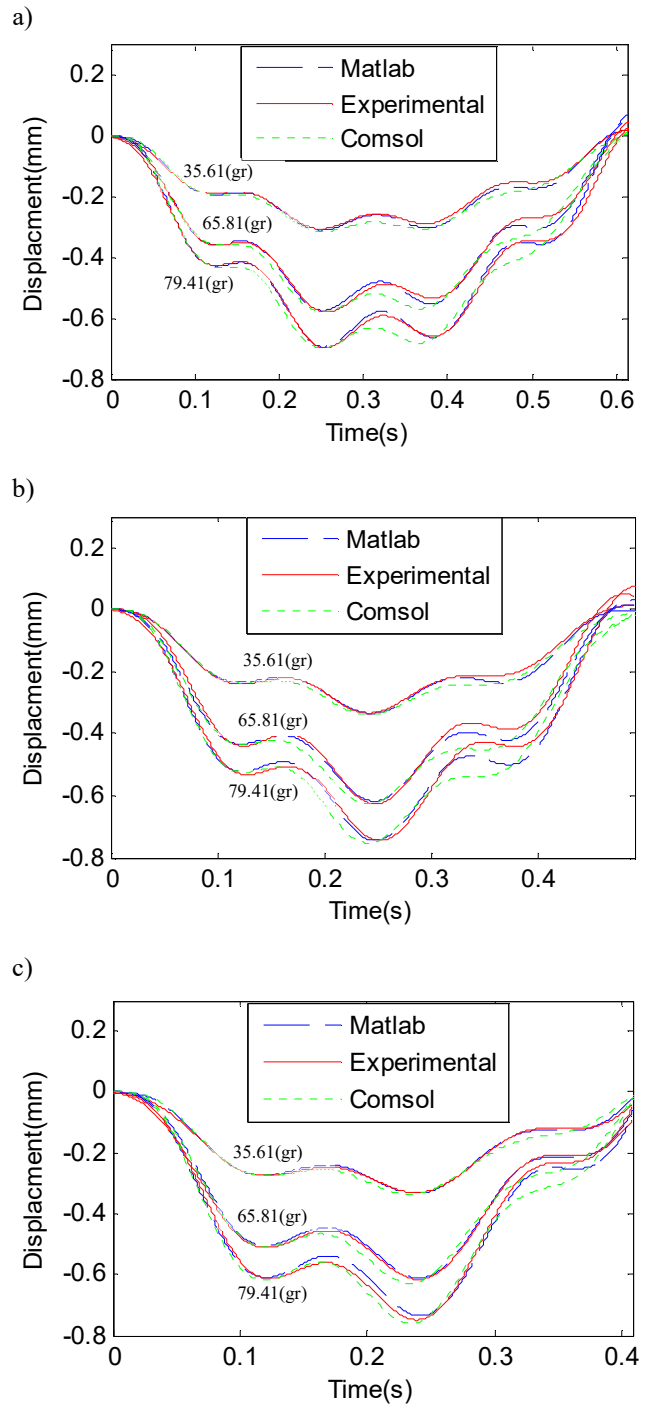 a)
0.2
0
-0.2
-0.4
-0.6
-0.8
Displacment(mm)
Matlab
Experimental
Comsol
35.61(gr)
65.81(gr)
79.41(gr)
0 0.1 0.2 0.3 0.4 0.5 0.6
Time(s)
b)
0.2
0
-0.2
-0.4
-0.6
-0.8
Displacment(mm)
Matlab
Experimental
Comsol
35.61(gr)
65.81(gr)
79.41(gr)
0 0.1 0.2 0.3 0.4
Time(s)
c)
0.2
0
-0.2
-0.4
-0.6
-0.8
Displacment(mm)
Matlab
Experimental
Comsol
35.61(gr)
65.81(gr)
79.41(gr)
0 0.1 0.2 0.3 0.4
Time(s)